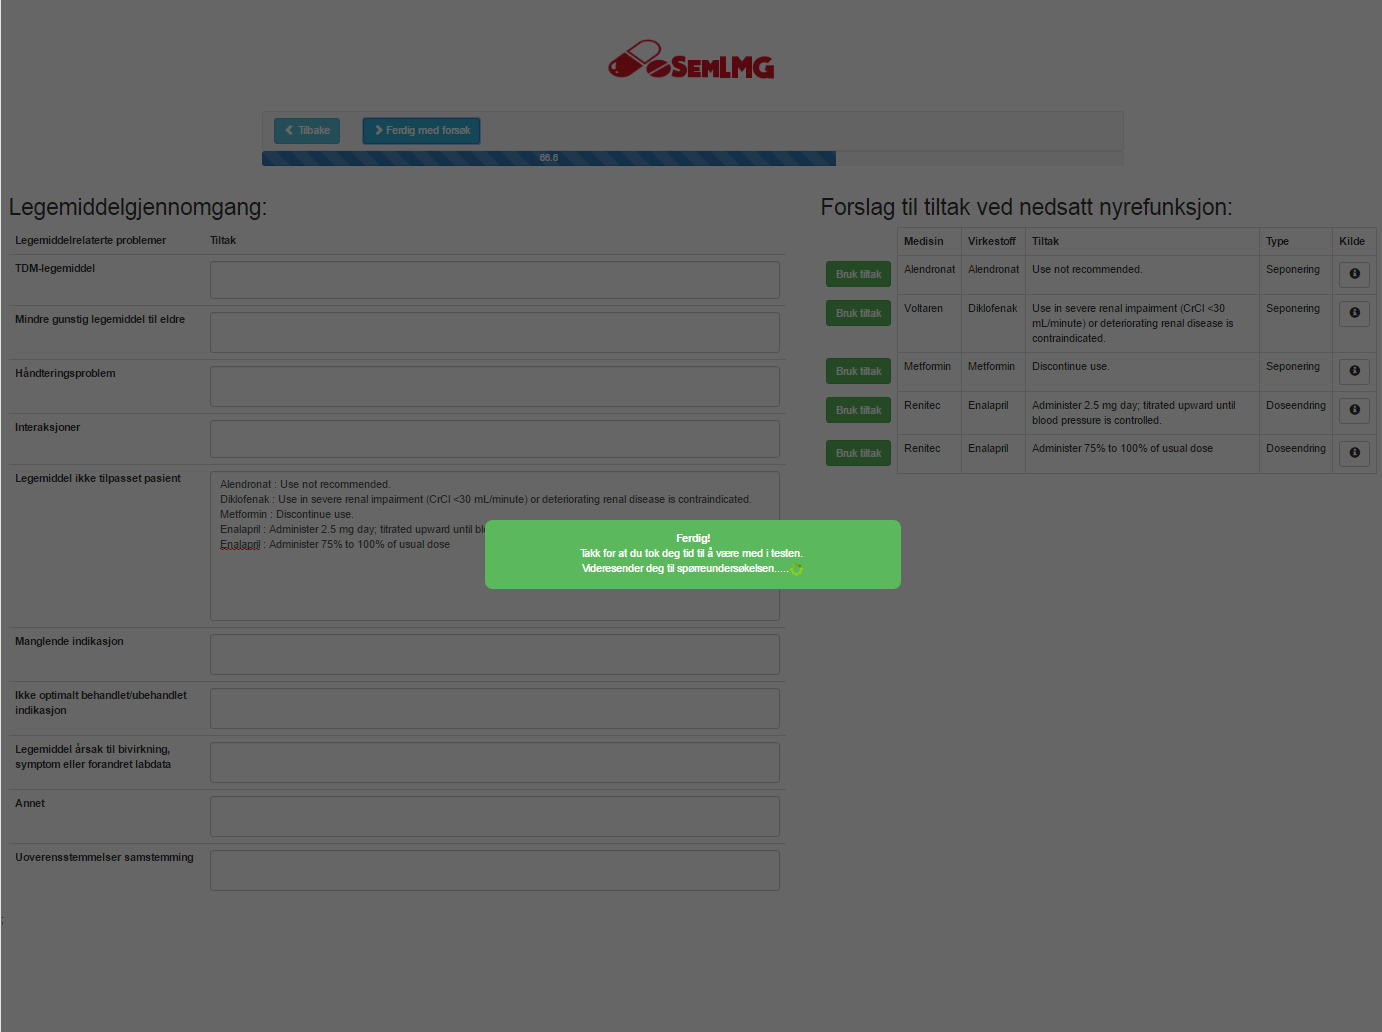 SEMLMG
Tilbake
Ferdig med forsøk
66.6
Legemiddelgjennomgang:
Legemiddelrelaterte problemer Tiltak
TDM-legemiddel
Mindre gunstig legemiddel til eldre
Håndteringsproblem
Interaksjoner
Legemiddel ikke tilpasset pasient
Alendronat : Use not recommended.
Diklofenak : Use in severe renal impairment (CrCl <30 mL/minute) or deteriorating renal disease is contraindicated.
Metformin : Discontinue use.
Enalapril : Administer 2.5 mg day; titrated upward until
Enalapril : Administer 75% to 100% of usual dose
Manglende indikasjon
Ikke optimalt behandlet/ubehandlet
indikasjon
Legemiddel årsak til bivirkning,
symptom eller forandret labdata
Annet
Uoverensstemmelser samstemming
;
Forslag til tiltak ved nedsatt nyrefunksjon:
Medisin Virkestoff Tiltak Type Kilde
Bruk tiltak Alendronat Alendronat Use not recommended. Seponering
Bruk tiltak Voltaren Diklofenak Use in severe renal impairment (CrCl <30 Seponering
mL/minute) or deteriorating renal disease is
contraindicated.
Bruk tiltak Metformin Metformin Discontinue use. Seponering
Bruk tiltak Renitec Enalapril Administer 2.5 mg day; titrated upward until Doseendring
blood pressure is controlled.
Bruk tiltak Renitec Enalapril Administer 75% to 100% of usual dose Doseendring
Ferdig!
Takk for at du tok deg tid til å være med i testen.
Videresender deg til spørreundersøkelsen.....